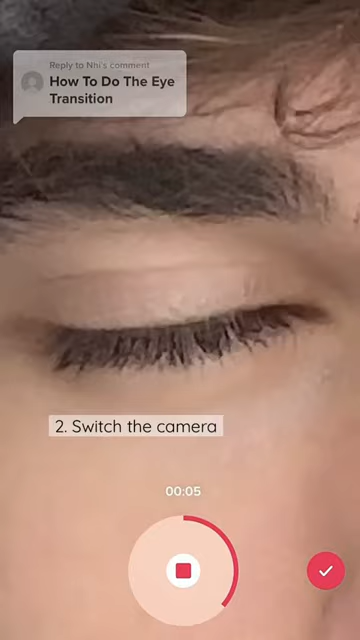 Reply to Nhi's comment
How To Do The Eye
Transition
2. Switch the camera
00:05